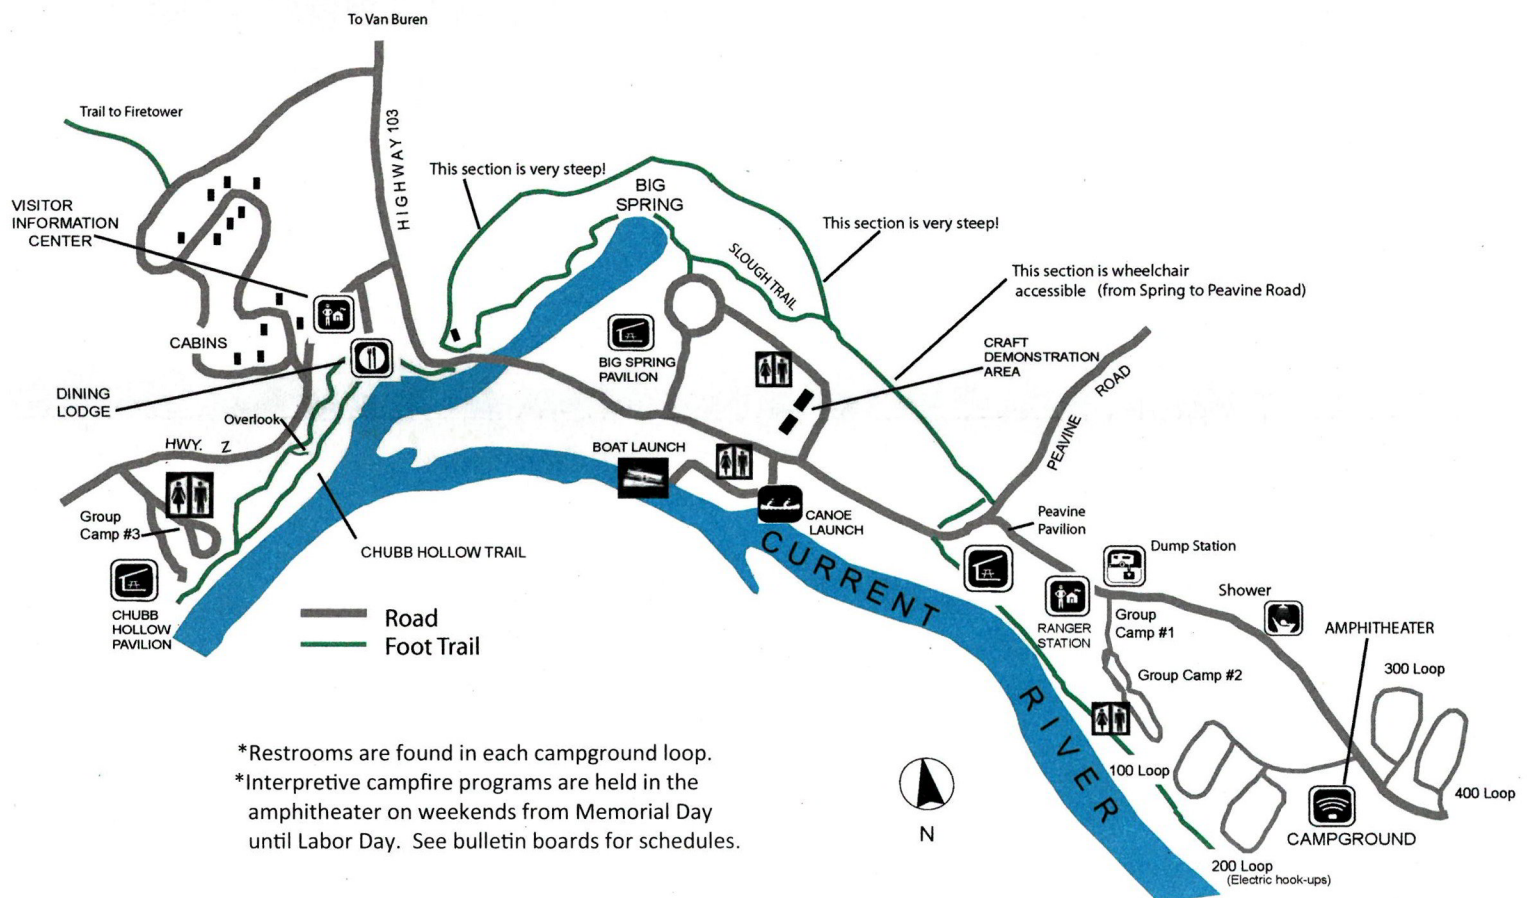 To Van Buren
Trail to Firetower
HIGHWAY 103
This section is very steep!
VISITOR
INFORMATION
CENTER
BIG
SPRING
This section is very steep!
SLOUGH TRAIL
This section is wheelchair
accessible (from Spring to Peavine Road)
CABINS
BIG SPRING
PAVILION
CRAFT
DEMONSTRATION
AREA
PEAVINE ROAD
DINING
LODGE
Overlook
HWY. Z
BOAT LAUNCH
Group
Camp #3
CANOE
LAUNCH
Peavine
Pavilion
CHUBB HOLLOW TRAIL
CURRENT
RIVER
Dump Station
Shower
CHUBB
HOLLOW
PAVILION
Road
Foot Trail
RANGER
STATION
Group
Camp #1
AMPHITHEATER
300 Loop
Group Camp #2
*Restrooms are found in each campground loop.
*Interpretive campfire programs are held in the
amphitheater on weekends from Memorial Day
until Labor Day. See bulletin boards for schedules.
N
100 Loop
400 Loop
CAMPGROUND
200 Loop
(Electric hook-ups)